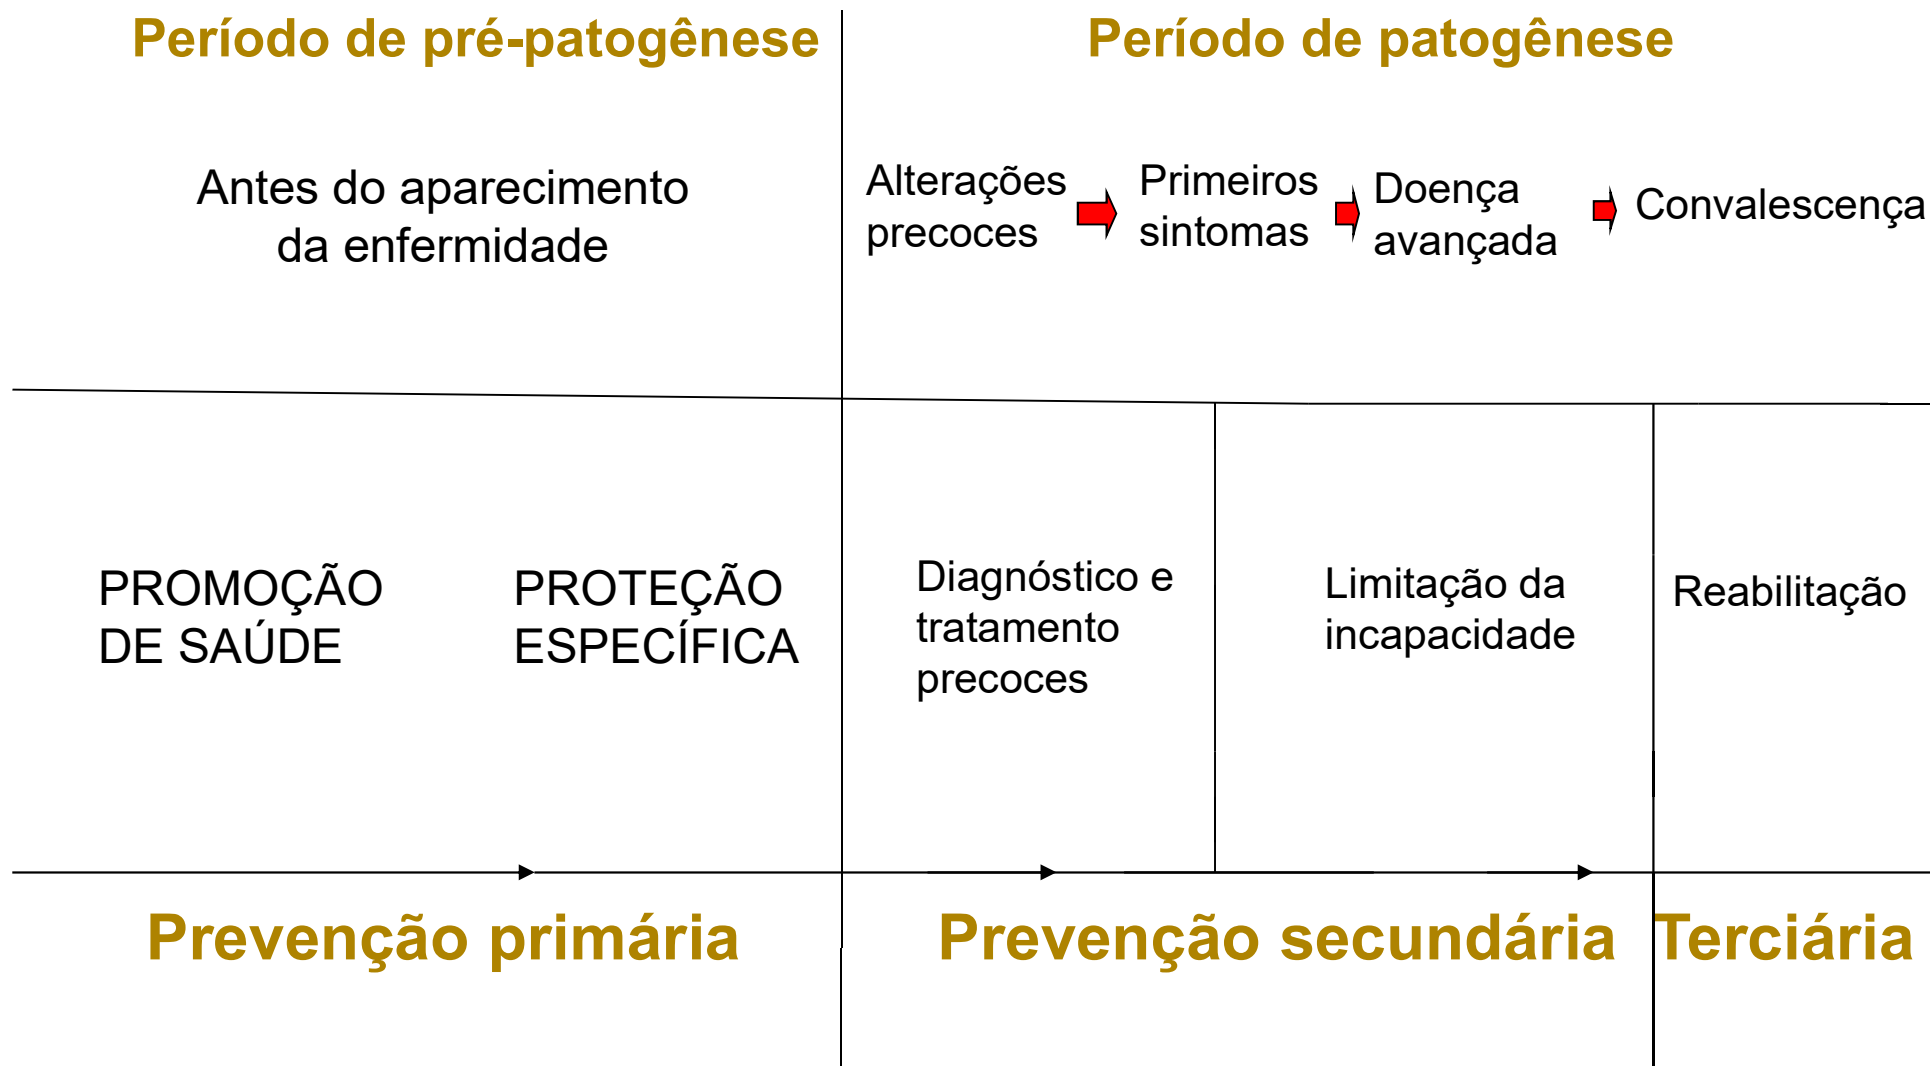 Período de pré-patogênese
Período de patogênese
Antes do aparecimento
da enfermidade
Alterações
precoces
Primeiros
sintomas
Doença
avançada
Convalescença
PROMOÇÃO
DE SAÚDE
PROTEÇÃO
ESPECÍFICA
Diagnóstico e
tratamento
precoces
Limitação da
incapacidade
Reabilitação
Prevenção primária
Prevenção secundária
Terciária